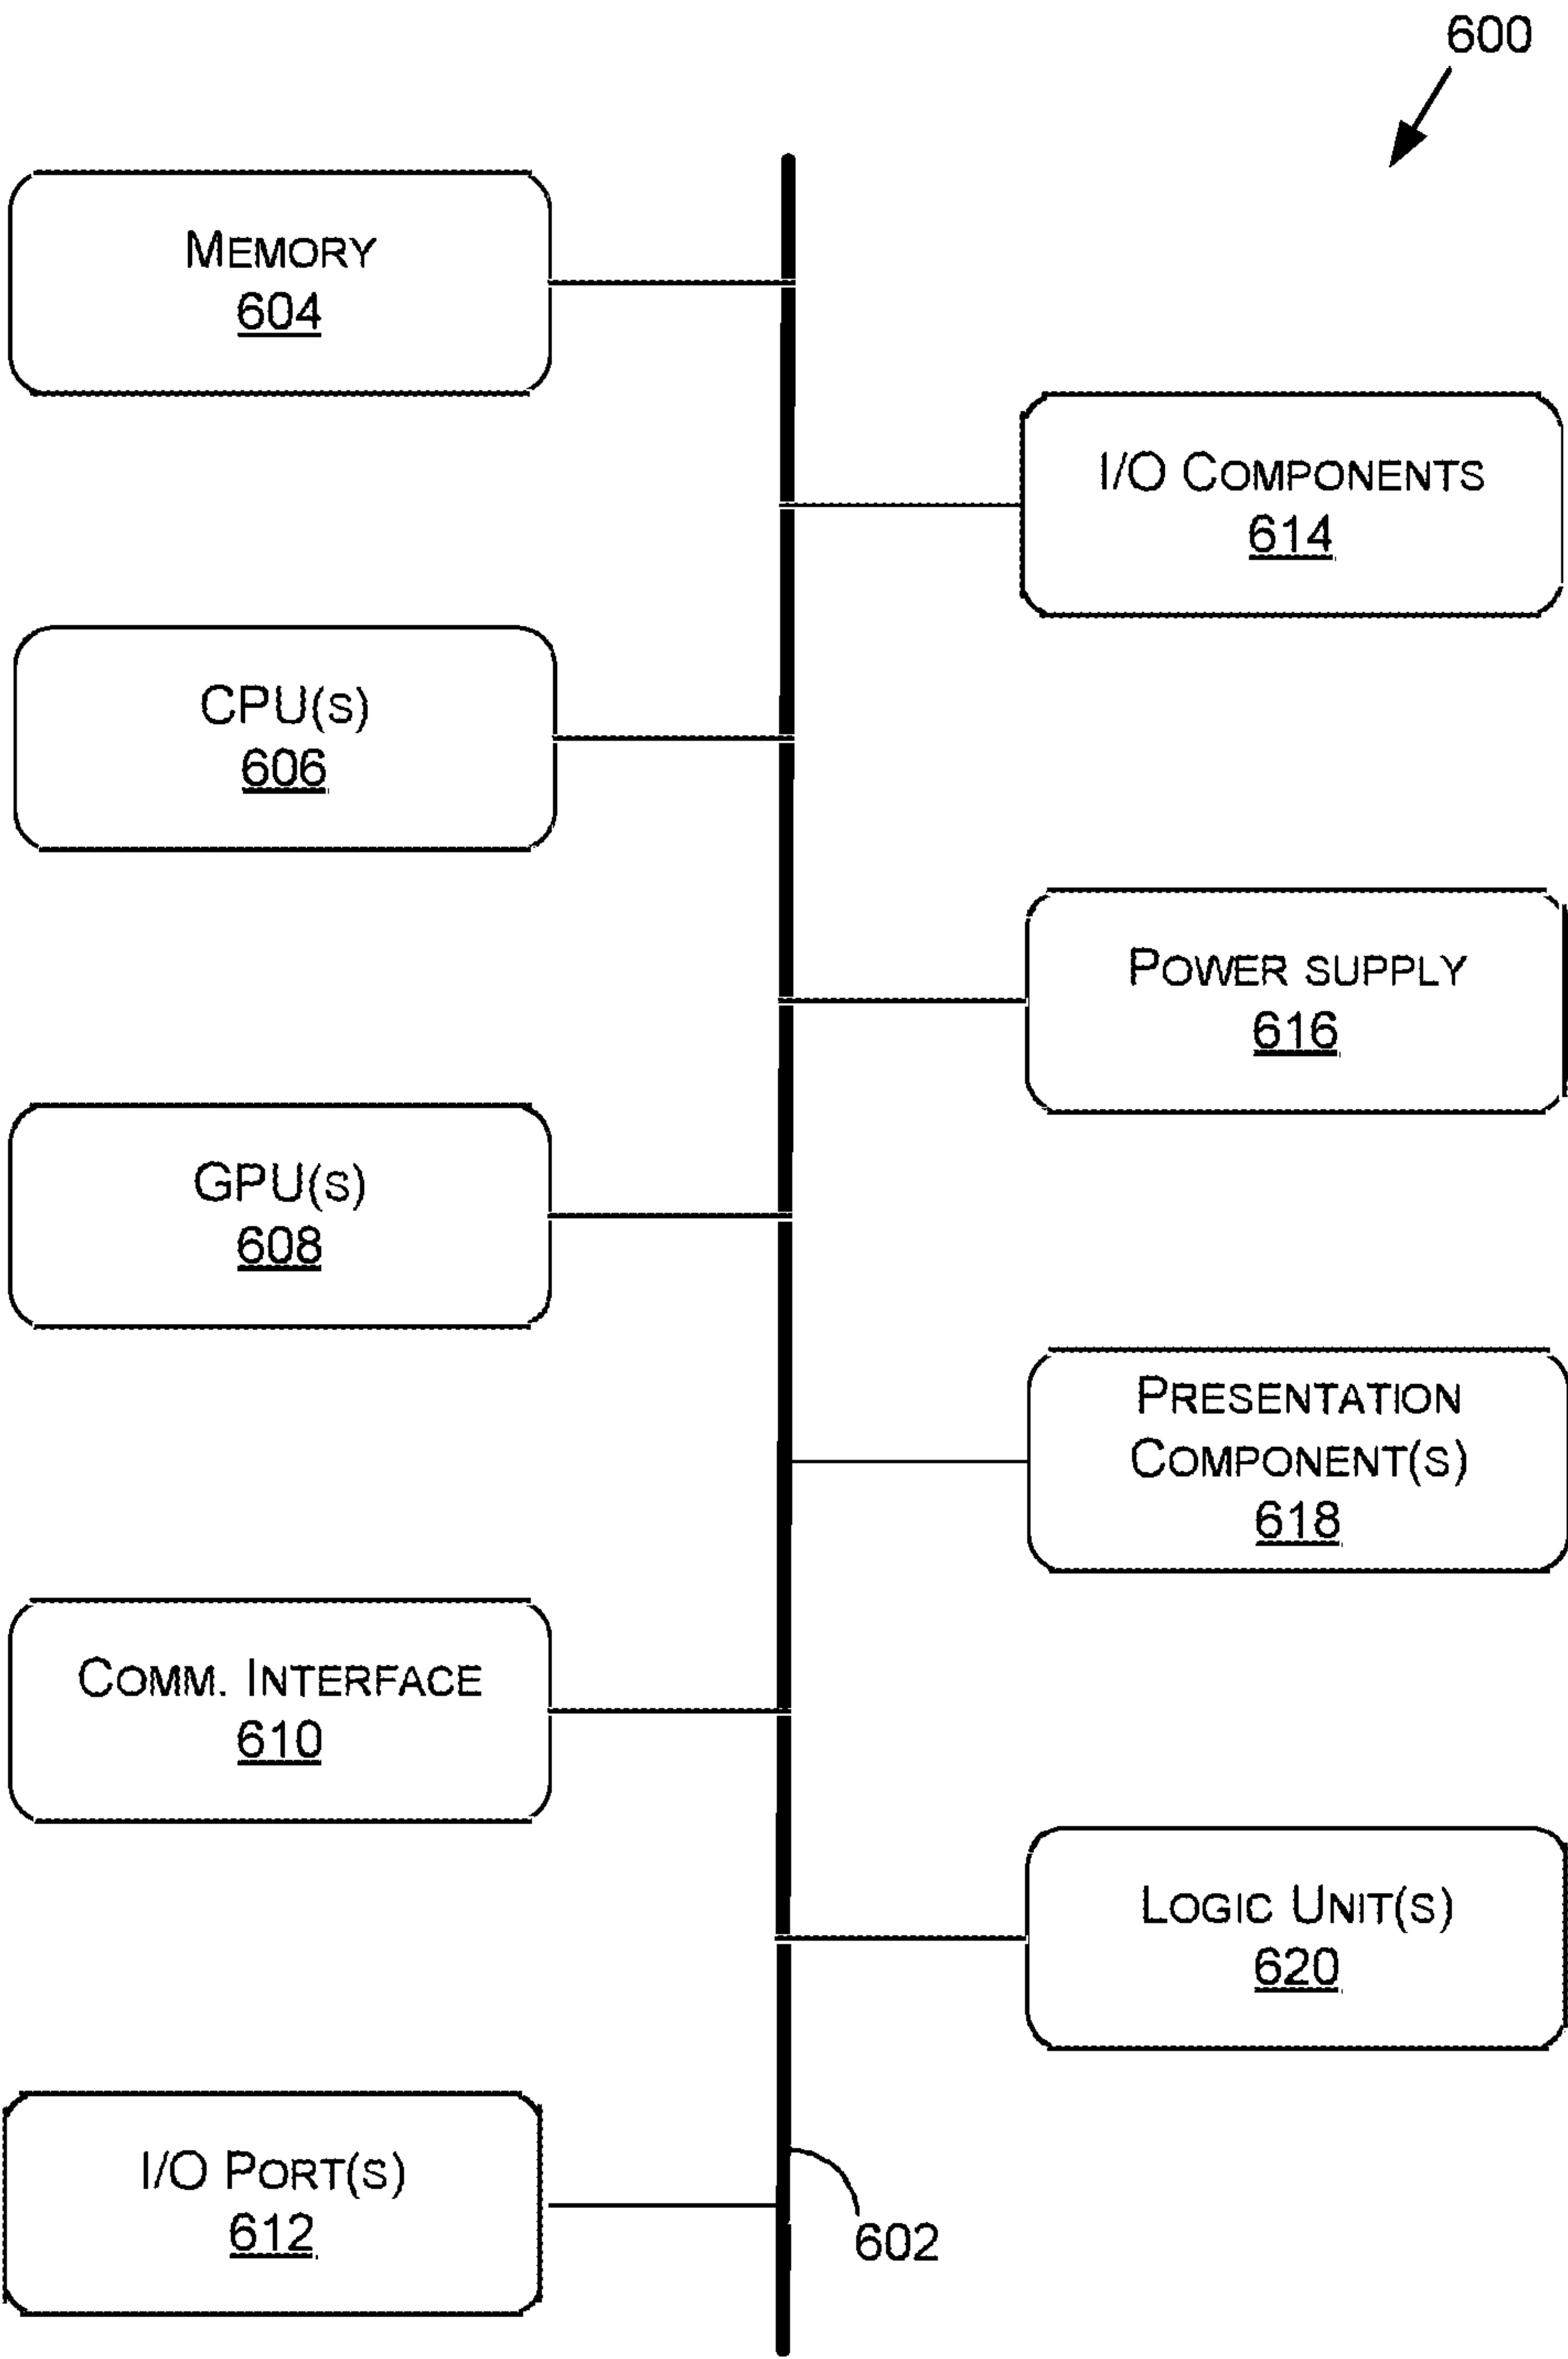 600
MEMORY
604
I/O COMPONENTS
614
CPU(S)
606
POWER SUPPLY
616
GPU(S)
608
PRESENTATION
COMPONENT(S)
618
COMM. INTERFACE
610
LOGIC UNIT(S)
620
I/O PORT(S)
612
602